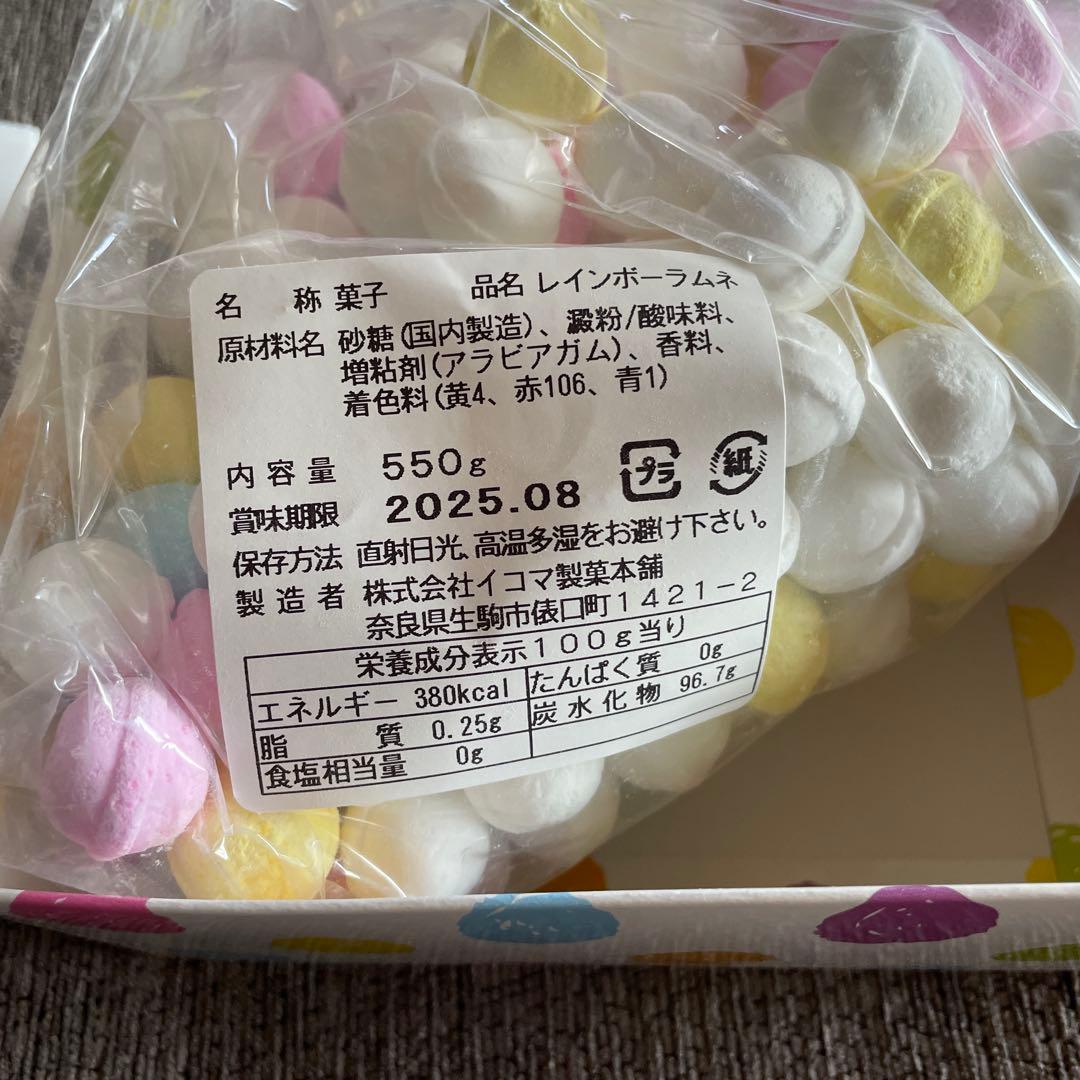 名 称 菓子 品名 レインボーラムネ
原材料名 砂糖(国内製造)、澱粉/酸味料、
増粘剤(アラビアガム)、香料、
着色料(黄4、赤106、青1)
内容量 550g
プラ 紙
賞味期限 2025.08
保存方法 直射日光、高温多湿をお避け下さい。
製造者 株式会社イコマ製菓本舗
奈良県生駒市俵口町1421-2
栄養成分表示100g当り
エネルギー 380kcal たんぱく質 0g
脂質 0.25g 炭水化物 96.7g
食塩相当量 0g